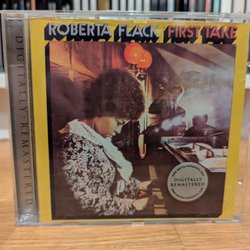 ROBERTA FLACK FIRST TAKE
DIGITALLY REMASTERED
DIGITALLY
REMASTERED